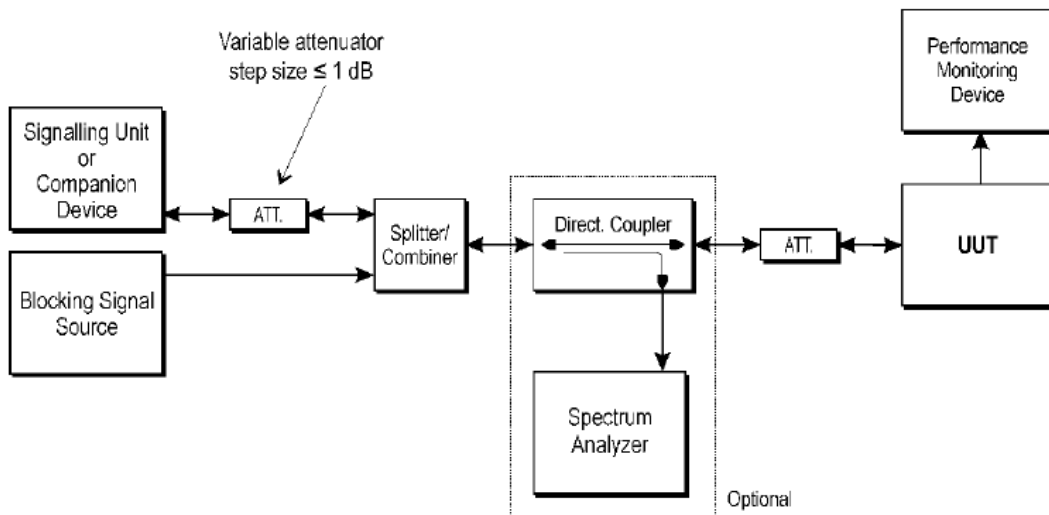 Variable attenuator
step size ≤ 1 dB
Signalling Unit
or
Companion
Device
ATT.
Blocking Signal
Source
Splitter/
Combiner
Direct. Coupler
Spectrum
Analyzer
Optional
ATT.
Performance
Monitoring
Device
UUT